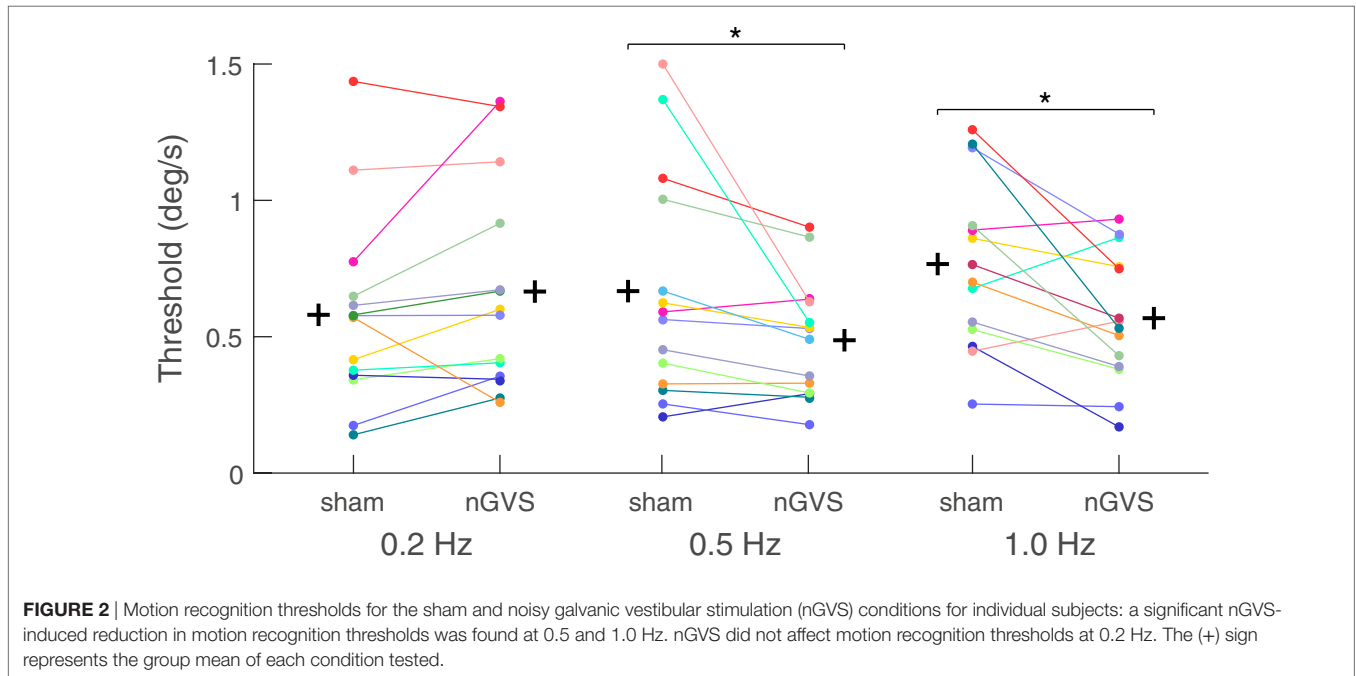 *
*
1.5
1
0.5
0
Threshold (deg/s)
sham nGVS sham nGVS sham nGVS
0.2 Hz 0.5 Hz 1.0 Hz
FIGURE 2 | Motion recognition thresholds for the sham and noisy galvanic vestibular stimulation (nGVS) conditions for individual subjects: a significant nGVS-
induced reduction in motion recognition thresholds was found at 0.5 and 1.0 Hz. nGVS did not affect motion recognition thresholds at 0.2 Hz. The (+) sign
represents the group mean of each condition tested.